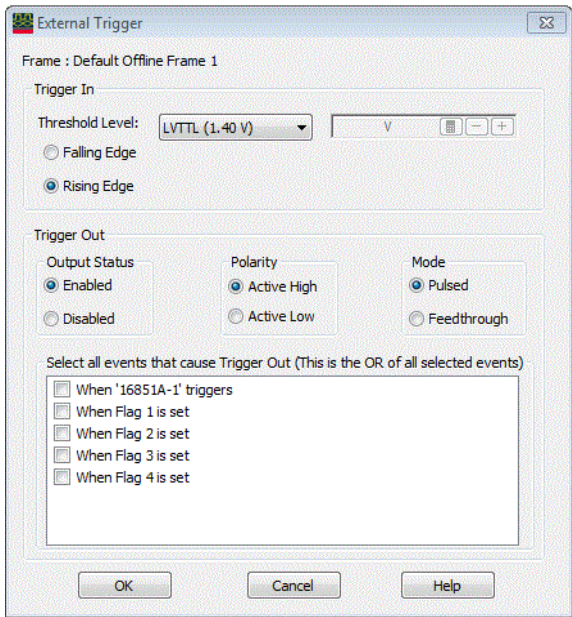 External Trigger
Frame : Default Offline Frame 1
Trigger In
Threshold Level: LVTTL (1.40 V) V
Falling Edge
Rising Edge
Trigger Out
Output Status Polarity Mode
Enabled Active High Pulsed
Disabled Active Low Feedthrough
Select all events that cause Trigger Out (This is the OR of all selected events)
When '16851A-1' triggers
When Flag 1 is set
When Flag 2 is set
When Flag 3 is set
When Flag 4 is set
OK Cancel Help